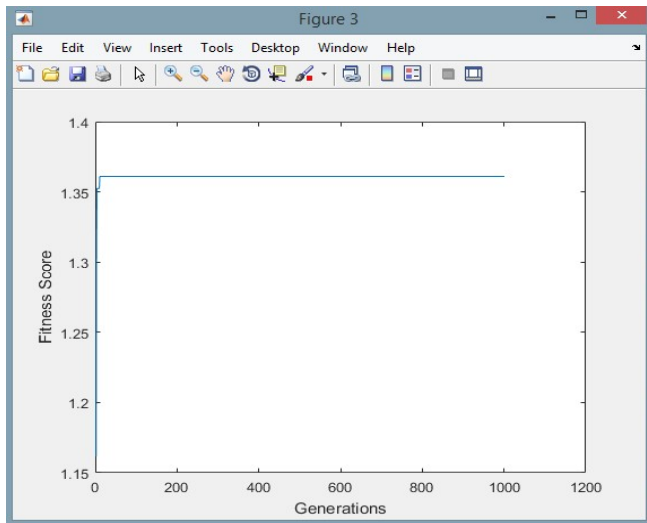 Figure 3
File Edit View Insert Tools Desktop Window Help
1.4
1.35
1.3
1.25
1.2
1.15
Fitness Score
0 200 400 600 800 1000 1200
Generations